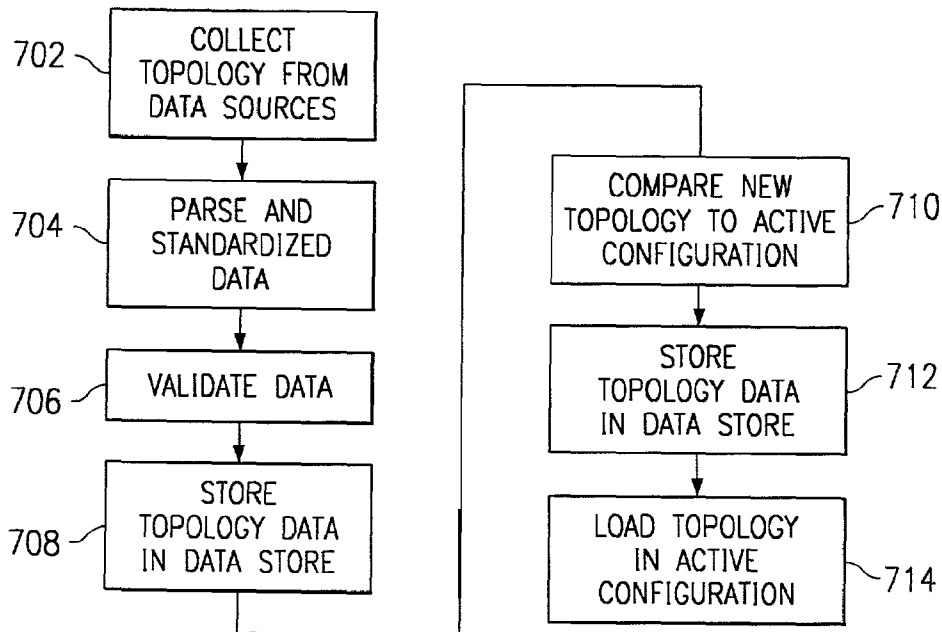 702
COLLECT
TOPOLOGY FROM
DATA SOURCES
704
PARSE AND
STANDARDIZED
DATA
706
VALIDATE DATA
708
STORE
TOPOLOGY DATA
IN DATA STORE
COMPARE NEW
TOPOLOGY TO ACTIVE
CONFIGURATION
710
STORE
TOPOLOGY DATA
IN DATA STORE
712
LOAD TOPOLOGY
IN ACTIVE
CONFIGURATION
714